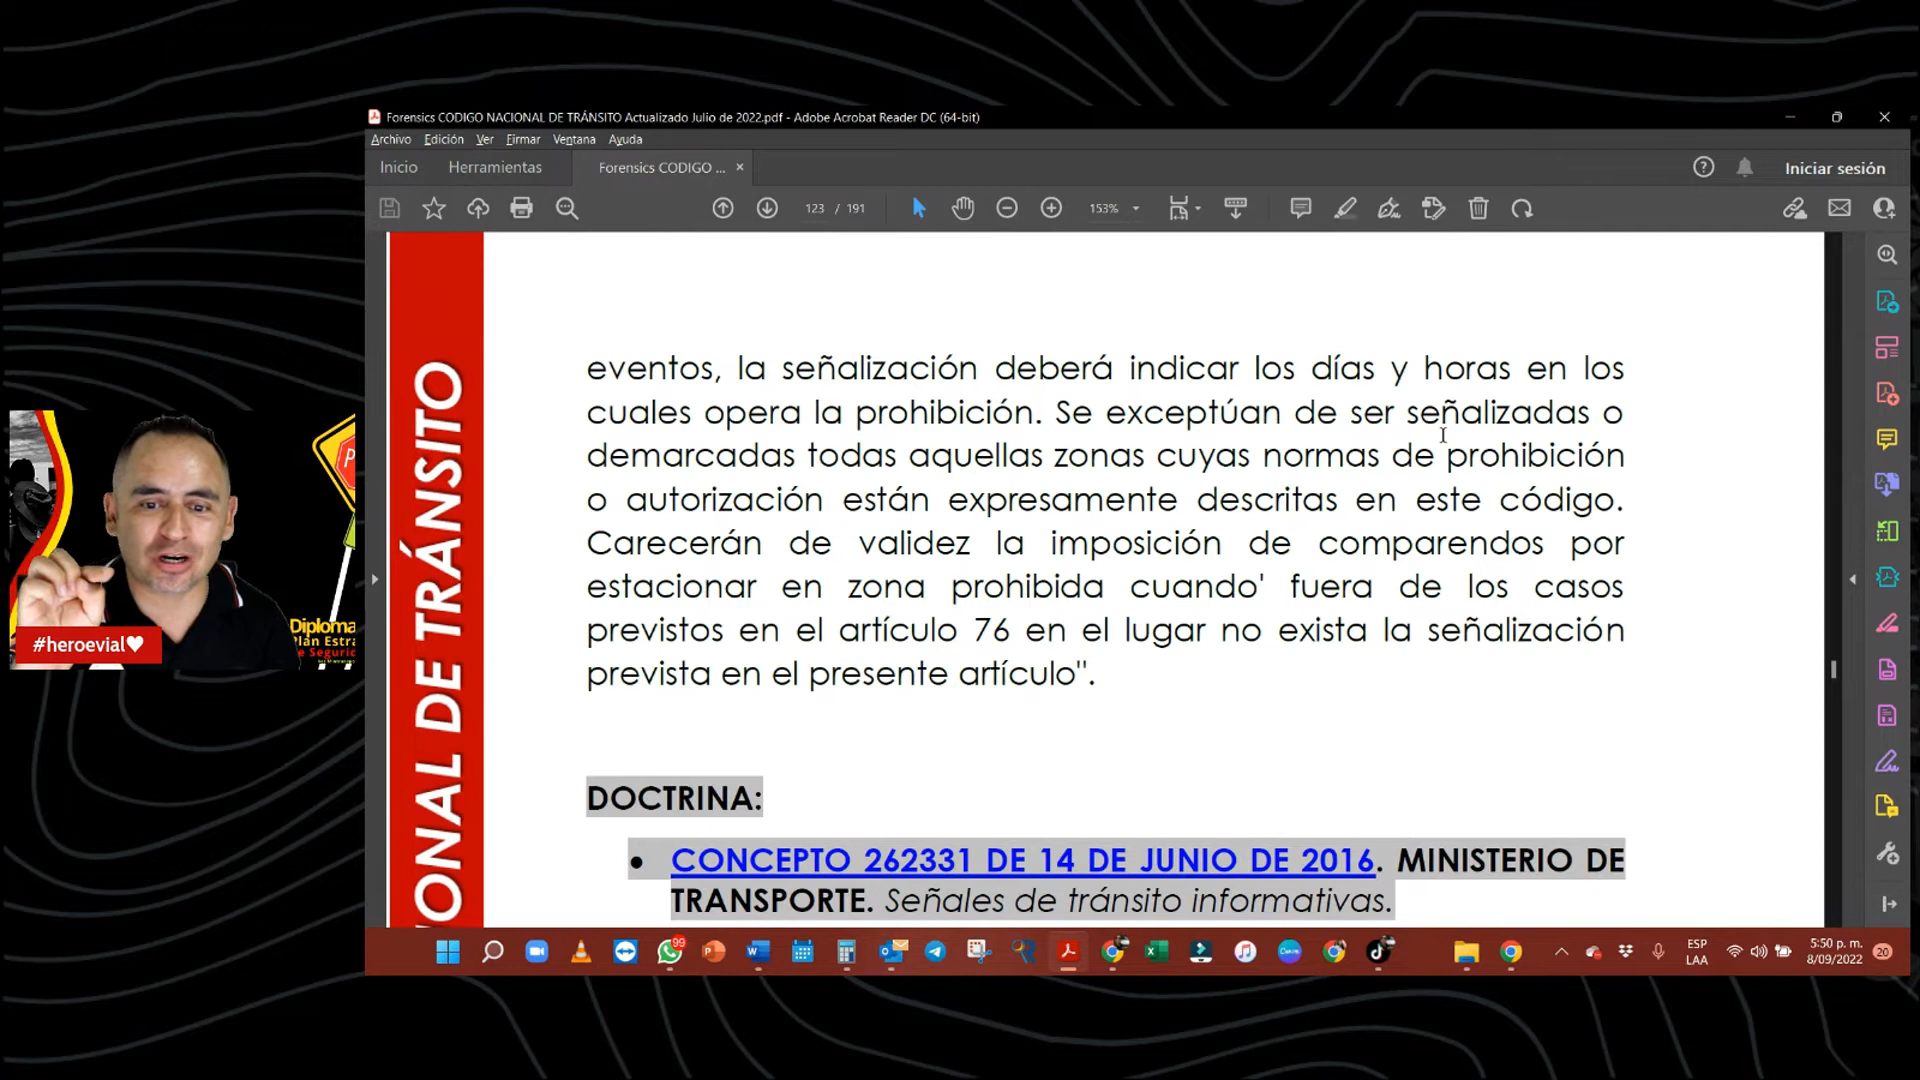 Forensics CODIGO NACIONAL DE TRÁNSITO Actualizado Julio de 2022.pdf - Adobe Acrobat Reader DC (64-bit)
Archivo Edición Ver Firmar Ventana Ayuda
Inicio Herramientas Forensics CODIGO ... × Iniciar sesión
123 / 191 153%
ONAL DE TRÁNSITO
eventos, la señalización deberá indicar los días y horas en los
cuales opera la prohibición. Se exceptúan de ser señalizadas o
demarcadas todas aquellas zonas cuyas normas de prohibición
o autorización están expresamente descritas en este código.
Carecerán de validez la imposición de comparendos por
estacionar en zona prohibida cuando' fuera de los casos
previstos en el artículo 76 en el lugar no exista la señalización
prevista en el presente artículo".
DOCTRINA:
• CONCEPTO 262331 DE 14 DE JUNIO DE 2016. MINISTERIO DE
TRANSPORTE. Señales de tránsito informativas.
#heroevial♥
Diploma
Plan Estra
e Segurid
99
ESP
LAA
5:50 p. m.
8/09/2022
20